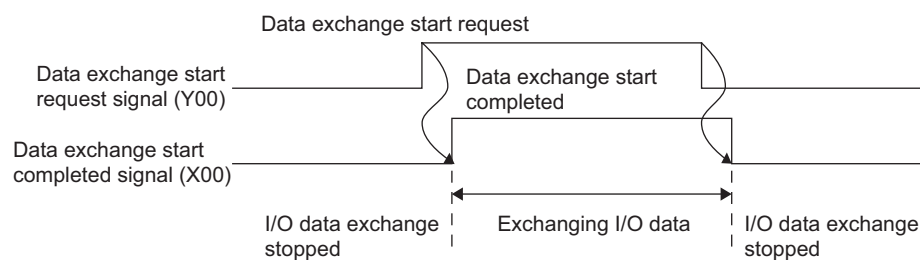 Data exchange start request
Data exchange start
request signal (Y00)
Data exchange start
completed
Data exchange start
completed signal (X00)
I/O data exchange
stopped
Exchanging I/O data
I/O data exchange
stopped